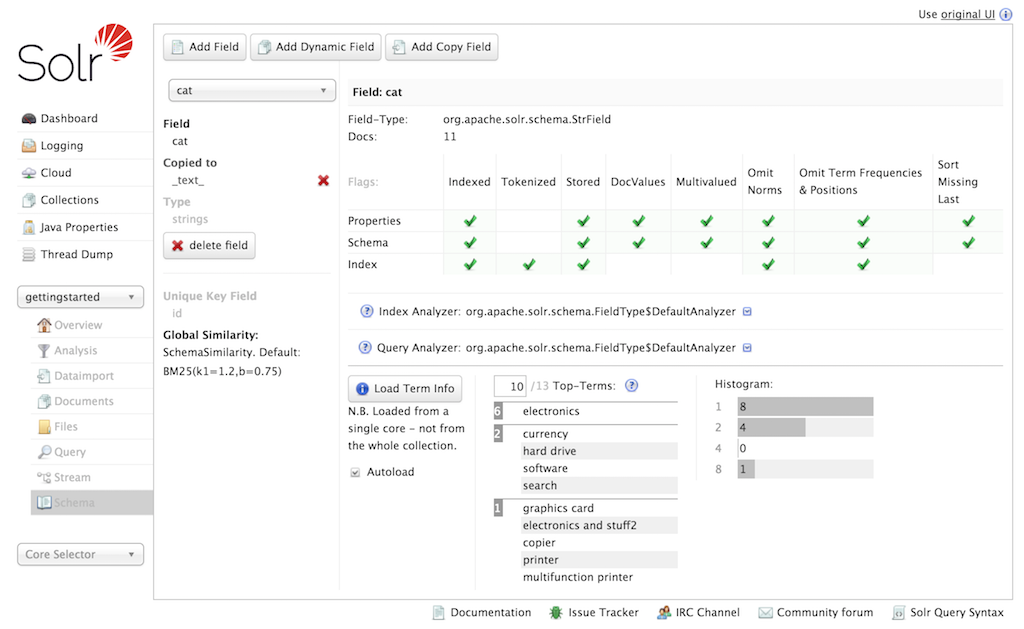 Use original UI
Solr
Add Field
Add Dynamic Field
Add Copy Field
Dashboard
Logging
Cloud
Collections
Java Properties
Thread Dump
gettingstarted
Overview
Analysis
Dataimport
Documents
Files
Query
Stream
Schema
Core Selector
cat
Field
cat
Copied to
_text_
Type
strings
delete field
Unique Key Field
id
Global Similarity:
SchemaSimilarity. Default:
BM25(k1=1.2,b=0.75)
Field: cat
Field-Type: org.apache.solr.schema.StrField
Docs: 11
Flags: Indexed Tokenized Stored DocValues Multivalued Omit Norms Omit Term Frequencies & Positions Sort Missing Last
Properties
Schema
Index
Index Analyzer: org.apache.solr.schema.FieldType$DefaultAnalyzer
Query Analyzer: org.apache.solr.schema.FieldType$DefaultAnalyzer
Load Term Info
N.B. Loaded from a
single core – not from
the whole collection.
Autoload
10 /13 Top-Terms:
6 electronics
2 currency
hard drive
software
search
1 graphics card
electronics and stuff2
copier
printer
multifunction printer
Histogram:
1 8
2 4
4 0
8 1
Documentation
Issue Tracker
IRC Channel
Community forum
Solr Query Syntax